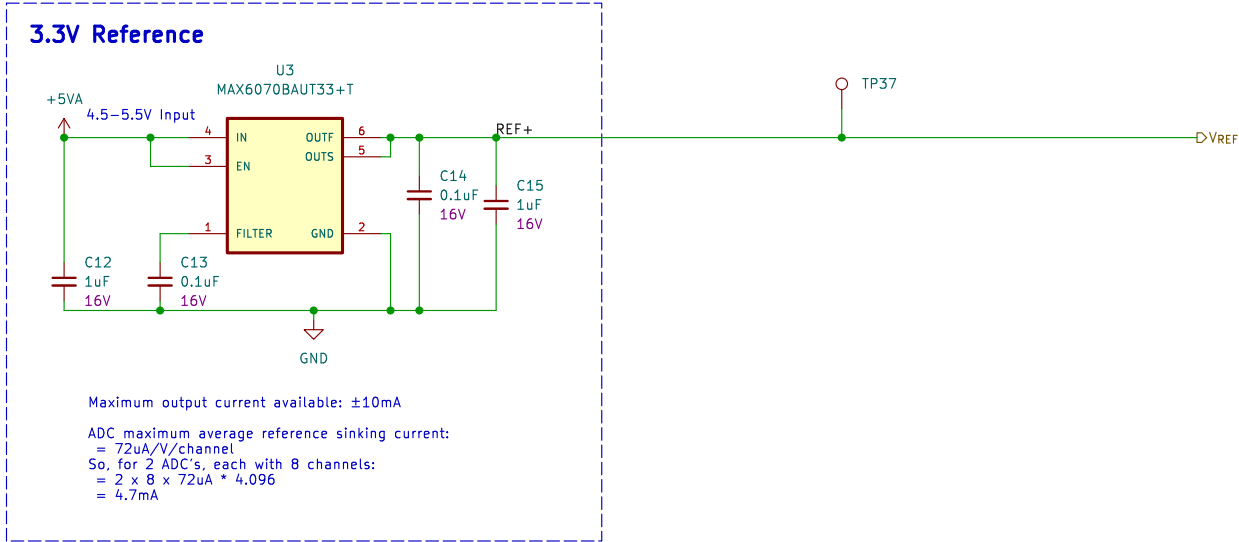 3.3V Reference
U3
MAX6070BAUT33+T
+5VA
4.5-5.5V Input
4
IN
OUTF
6
REF+
TP37
VREF
OUTS
5
3
EN
C14
0.1uF
16V
C15
1uF
16V
1
FILTER
GND
2
C12
1uF
16V
C13
0.1uF
16V
GND
Maximum output current available: ±10mA
ADC maximum average reference sinking current:
= 72uA/V/channel
So, for 2 ADC's, each with 8 channels:
= 2 x 8 x 72uA * 4.096
= 4.7mA